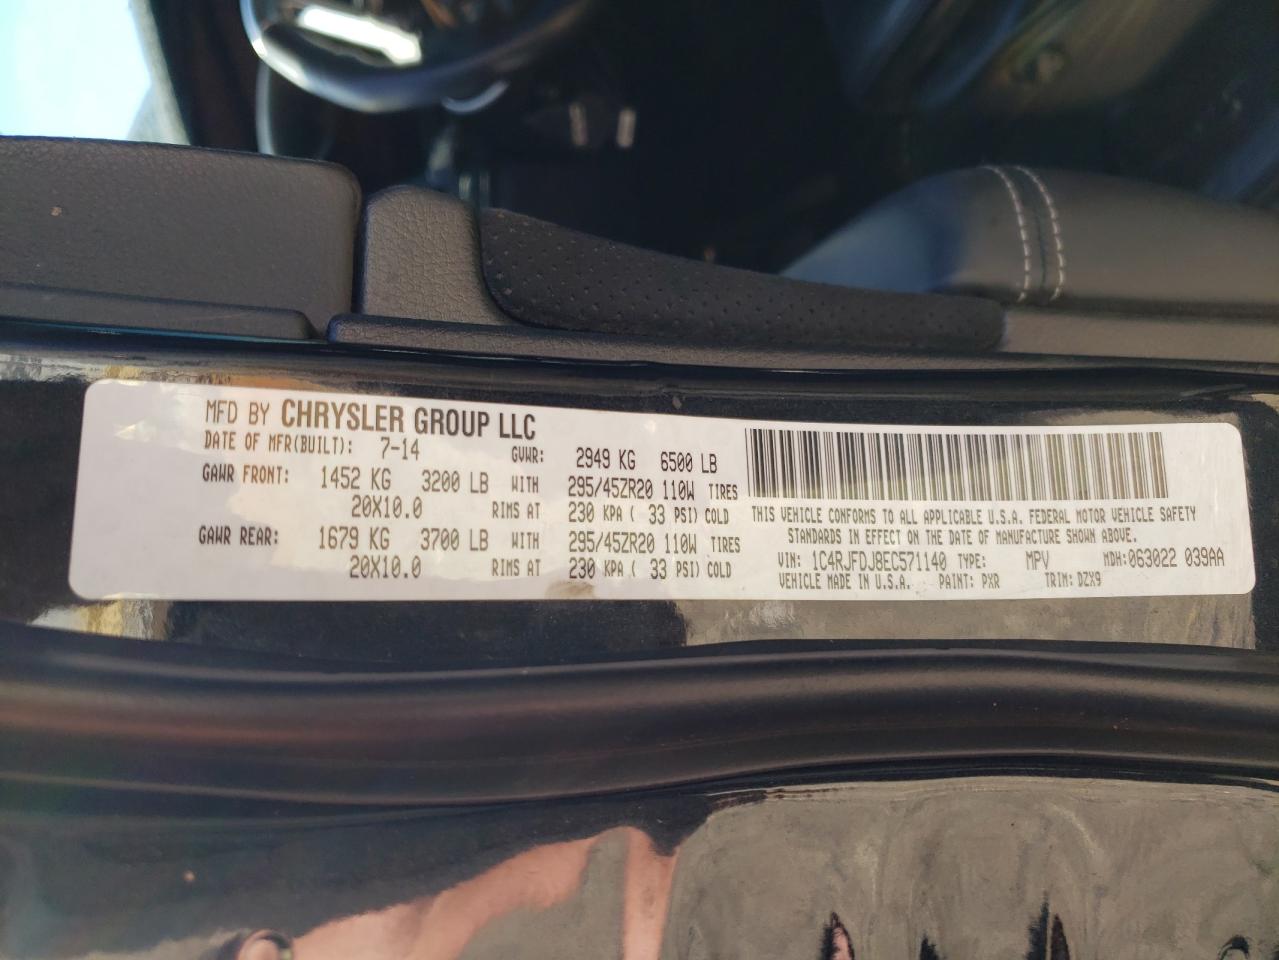 MFD BY CHRYSLER GROUP LLC
DATE OF MFR(BUILT): 7-14 GVWR: 2949 KG 6500 LB
GAWR FRONT: 1452 KG 3200 LB WITH 295/45ZR20 110W TIRES
20X10.0 RIMS AT 230 KPA ( 33 PSI) COLD
GAWR REAR: 1679 KG 3700 LB WITH 295/45ZR20 110W TIRES
20X10.0 RIMS AT 230 KPA ( 33 PSI) COLD
THIS VEHICLE CONFORMS TO ALL APPLICABLE U.S.A. FEDERAL MOTOR VEHICLE SAFETY
STANDARDS IN EFFECT ON THE DATE OF MANUFACTURE SHOWN ABOVE.
VIN: 1C4RJFDJ8EC571140 TYPE: MPV MDH:063022 039AA
VEHICLE MADE IN U.S.A. PAINT: PXR TRIM: DZX9